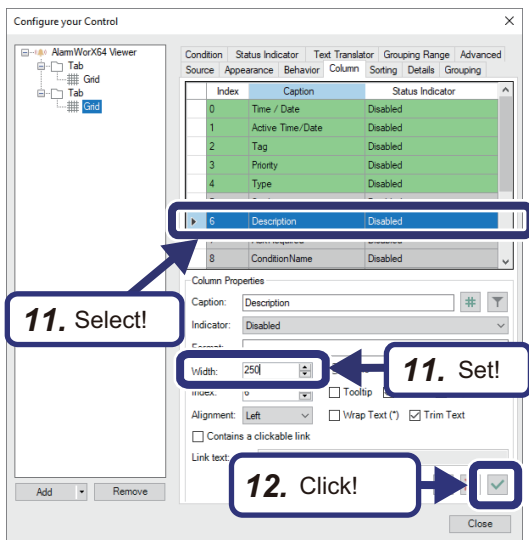 Configure your Control
AlarmWorX64 Viewer
Tab
Grid
Tab
Grid
Condition Status Indicator Text Translator Grouping Range Advanced
Source Appearance Behavior Column Sorting Details Grouping
Index Caption Status Indicator
0 Time / Date Disabled
1 Active Time/Date Disabled
2 Tag Disabled
3 Priority Disabled
4 Type Disabled
6 Description Disabled
8 ConditionName Disabled
Column Properties
Caption: Description
11. Select!
Indicator: Disabled
Format:
Width: 250
11. Set!
Index: 6 Tooltip
Alignment: Left Wrap Text (*) Trim Text
Contains a clickable link
Link text:
12. Click!
Add Remove
Close